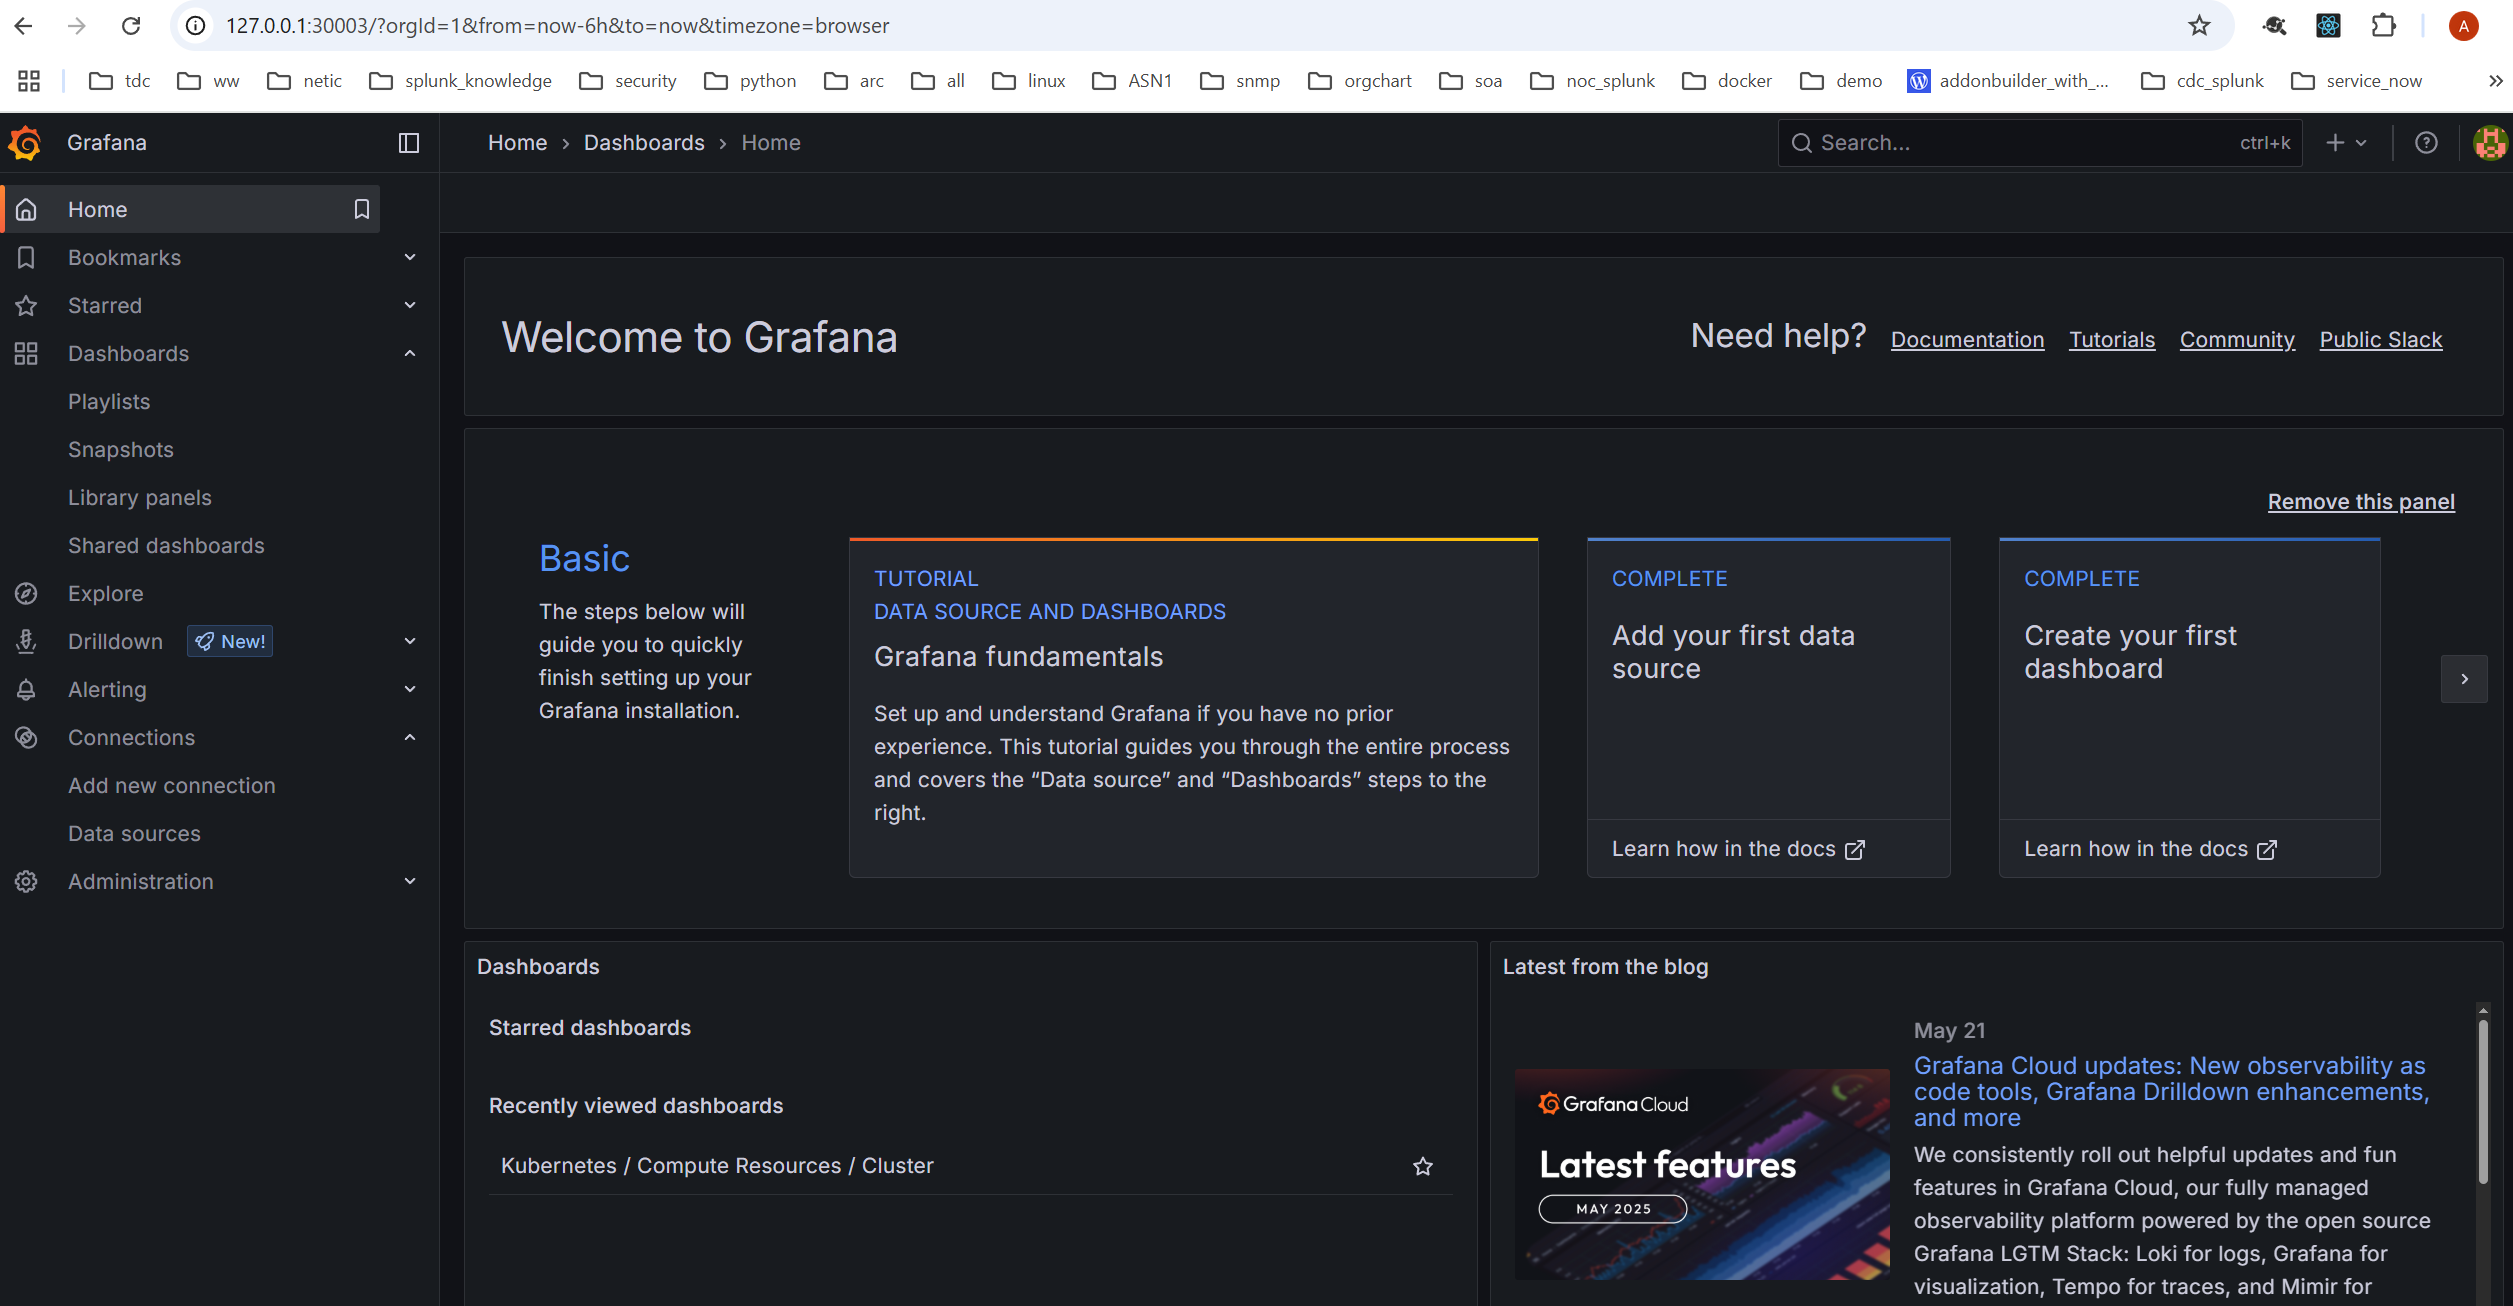 127.0.0.1:30003/?orgId=1&from=now-6h&to=now&timezone=browser
A
tdc ww netic splunk_knowledge security python arc all linux ASN1 snmp orgchart soa noc_splunk docker demo addonbuilder_with_... cdc_splunk service_now »
Grafana
Home › Dashboards › Home
Search... ctrl+k
Home
Bookmarks
Starred
Dashboards
Playlists
Snapshots
Library panels
Shared dashboards
Explore
Drilldown New!
Alerting
Connections
Add new connection
Data sources
Administration
Welcome to Grafana
Need help? Documentation Tutorials Community Public Slack
Remove this panel
Basic
The steps below will
guide you to quickly
finish setting up your
Grafana installation.
TUTORIAL
DATA SOURCE AND DASHBOARDS
Grafana fundamentals
Set up and understand Grafana if you have no prior
experience. This tutorial guides you through the entire process
and covers the “Data source” and “Dashboards” steps to the
right.
COMPLETE
Add your first data
source
Learn how in the docs
COMPLETE
Create your first
dashboard
Learn how in the docs
Dashboards
Starred dashboards
Recently viewed dashboards
Kubernetes / Compute Resources / Cluster
Latest from the blog
Grafana Cloud
Latest features
MAY 2025
May 21
Grafana Cloud updates: New observability as
code tools, Grafana Drilldown enhancements,
and more
We consistently roll out helpful updates and fun
features in Grafana Cloud, our fully managed
observability platform powered by the open source
Grafana LGTM Stack: Loki for logs, Grafana for
visualization, Tempo for traces, and Mimir for